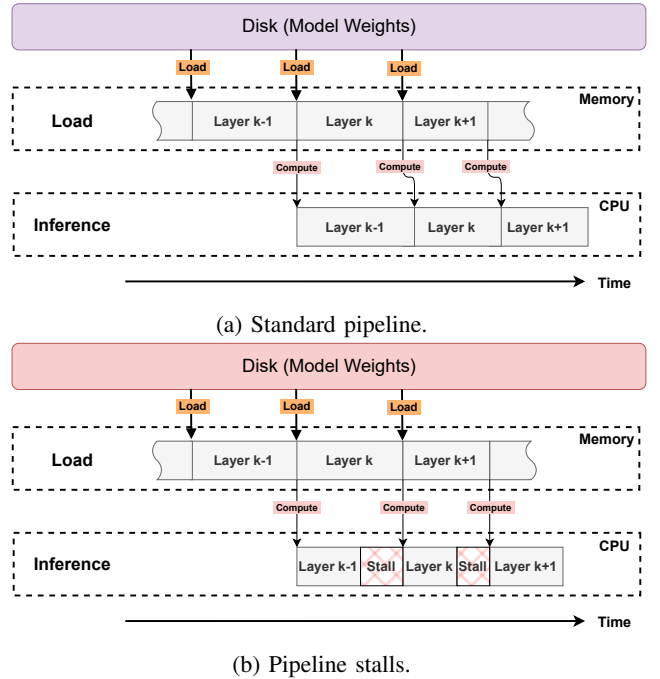 Disk (Model Weights)
Load Load Load
Memory
Load Layer k-1 Layer k Layer k+1
Compute Compute Compute
CPU
Inference Layer k-1 Layer k Layer k+1
Time
(a) Standard pipeline.
Disk (Model Weights)
Load Load Load
Memory
Load Layer k-1 Layer k Layer k+1
Compute Compute Compute
CPU
Inference Layer k-1 Stall Layer k Stall Layer k+1
Time
(b) Pipeline stalls.